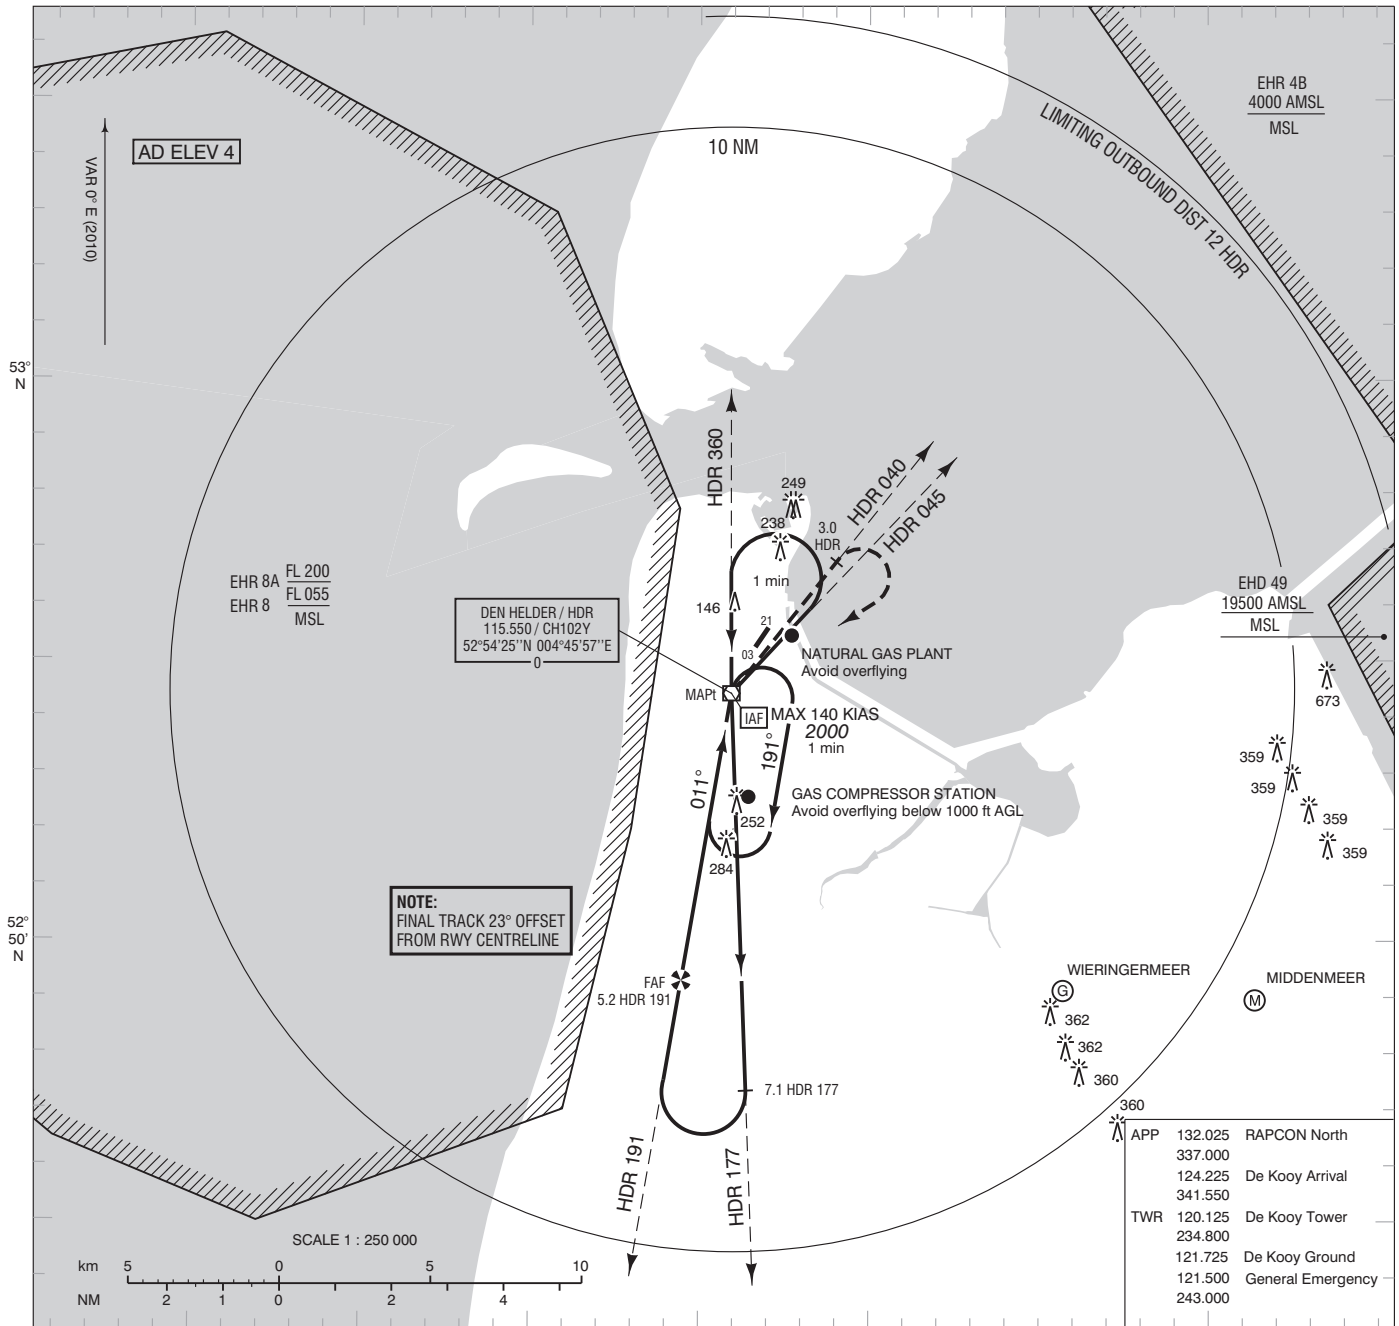 EHR 4B
4000 AMSL
MSL
LIMITING OUTBOUND DIST 12 HDR
10 NM
AD ELEV 4
VAR 0° E (2010)
53°
N
HDR 360
249
238
3.0
HDR
HDR 040
HDR 045
1 min
146
21
03
EHR 8A FL 200
EHR 8 FL 055
MSL
EHD 49
19500 AMSL
MSL
DEN HELDER / HDR
115.550 / CH102Y
52°54'25''N 004°45'57''E
0
NATURAL GAS PLANT
Avoid overflying
MAPt
IAF
MAX 140 KIAS
2000
1 min
191°
011°
673
359
359
359
359
GAS COMPRESSOR STATION
Avoid overflying below 1000 ft AGL
252
284
NOTE:
FINAL TRACK 23° OFFSET
FROM RWY CENTRELINE
52°
50'
N
FAF
5.2 HDR 191
WIERINGERMEER
G
MIDDENMEER
M
362
362
360
360
7.1 HDR 177
HDR 191
HDR 177
APP 132.025 RAPCON North
337.000
124.225 De Kooy Arrival
341.550
TWR 120.125 De Kooy Tower
234.800
121.725 De Kooy Ground
121.500 General Emergency
243.000
SCALE 1 : 250 000
km 5 0 5 10
NM 2 1 0 2 4